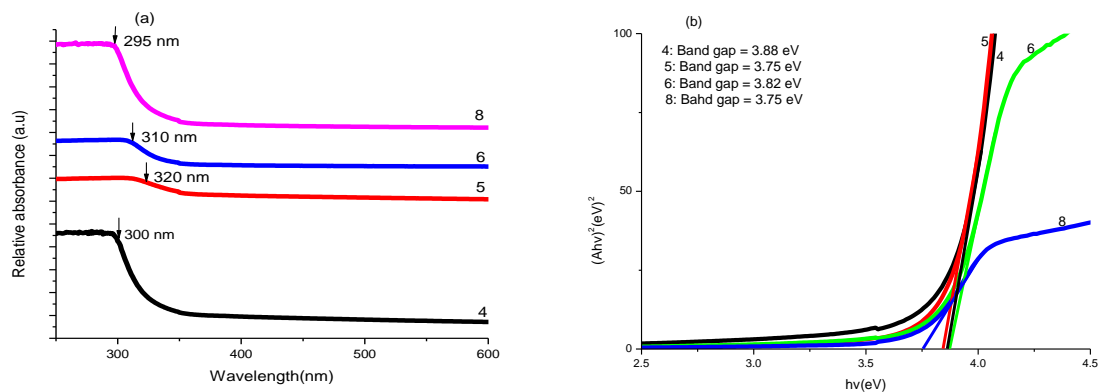 (a)
295 nm
8
310 nm
6
320 nm
5
300 nm
4
Relative absorbance (a.u)
300
400
500
600
Wavelength(nm)
(b)
4: Band gap = 3.88 eV
5: Band gap = 3.75 eV
6: Band gap = 3.82 eV
8: Bahd gap = 3.75 eV
5
4
6
8
100
50
0
(Ahv)²(eV)²
2.5
3.0
3.5
4.0
4.5
hv(eV)